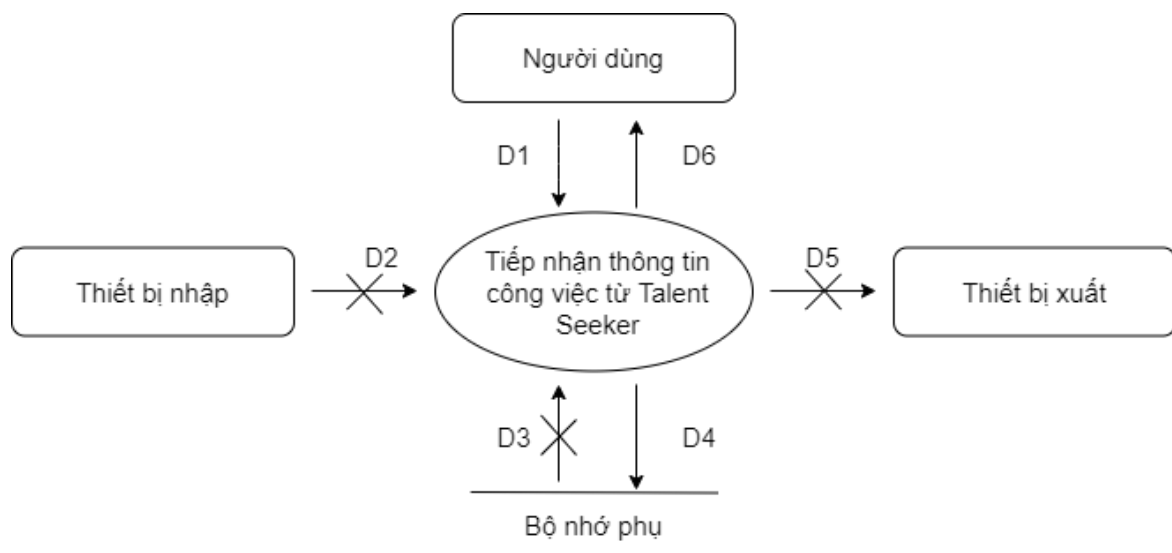 Người dùng
D1
D6
D2
D5
Thiết bị nhập
Tiếp nhận thông tin
công việc từ Talent
Seeker
Thiết bị xuất
D3
D4
Bộ nhớ phụ